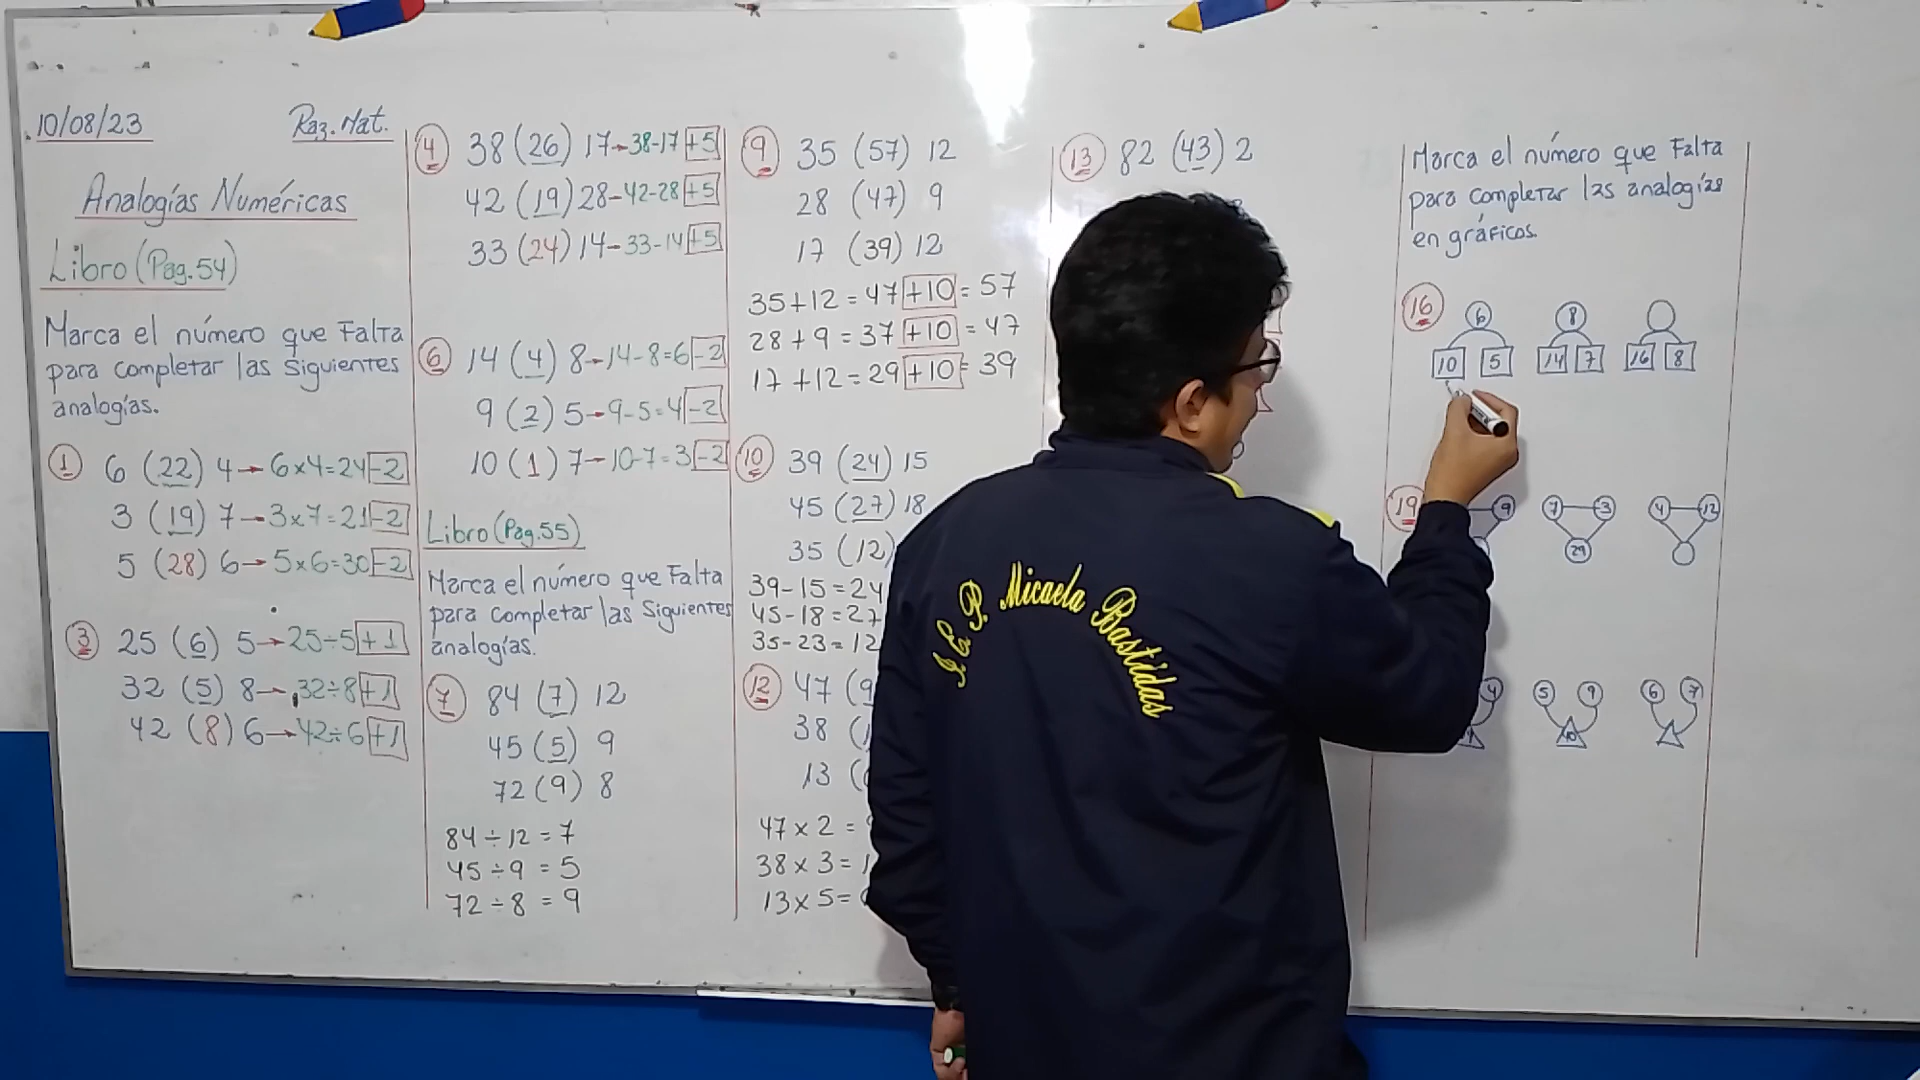 10/08/23
Raz. Mat.
Analogías Numéricas
Libro (Pag. 54)
Marca el número que Falta
para completar las siguientes
analogías.
1
6 (22) 4 → 6x4=24 -2
3 (19) 7 → 3x7=21 -2
5 (28) 6 → 5x6=30 -2
3
25 (6) 5 → 25÷5 +1
32 (5) 8 → 32÷8 +1
42 (8) 6 → 42÷6 +1
4
38 (26) 17 → 38-17 +5
42 (19) 28 - 42-28 +5
33 (24) 14 - 33-14 +5
6
14 (4) 8 → 14-8=6 -2
9 (2) 5 → 9-5=4 -2
10 (1) 7 → 10-7=3 -2
Libro (Pag. 55)
Marca el número que Falta
para completar las siguientes
analogías.
7
84 (7) 12
45 (5) 9
72 (9) 8
84 ÷ 12 = 7
45 ÷ 9 = 5
72 ÷ 8 = 9
9
35 (57) 12
28 (47) 9
17 (39) 12
35+12 = 47 +10 = 57
28+9 = 37 +10 = 47
17+12 = 29 +10 = 39
10
39 (24) 15
45 (27) 18
35 (12)
39-15 = 24
45-18 = 27
35-23 = 12
12
47 (9
38 (1
13 (
47 x 2 =
38 x 3 = 1
13 x 5 =
13
82 (43) 2
Marca el número que Falta
para completar las analogías
en gráficos.
16
6 8
10 5 14 7 16 8
19
9 7 3 4 12
29
4 5 9 6 7
10
I.E.P. Micaela Bastidas